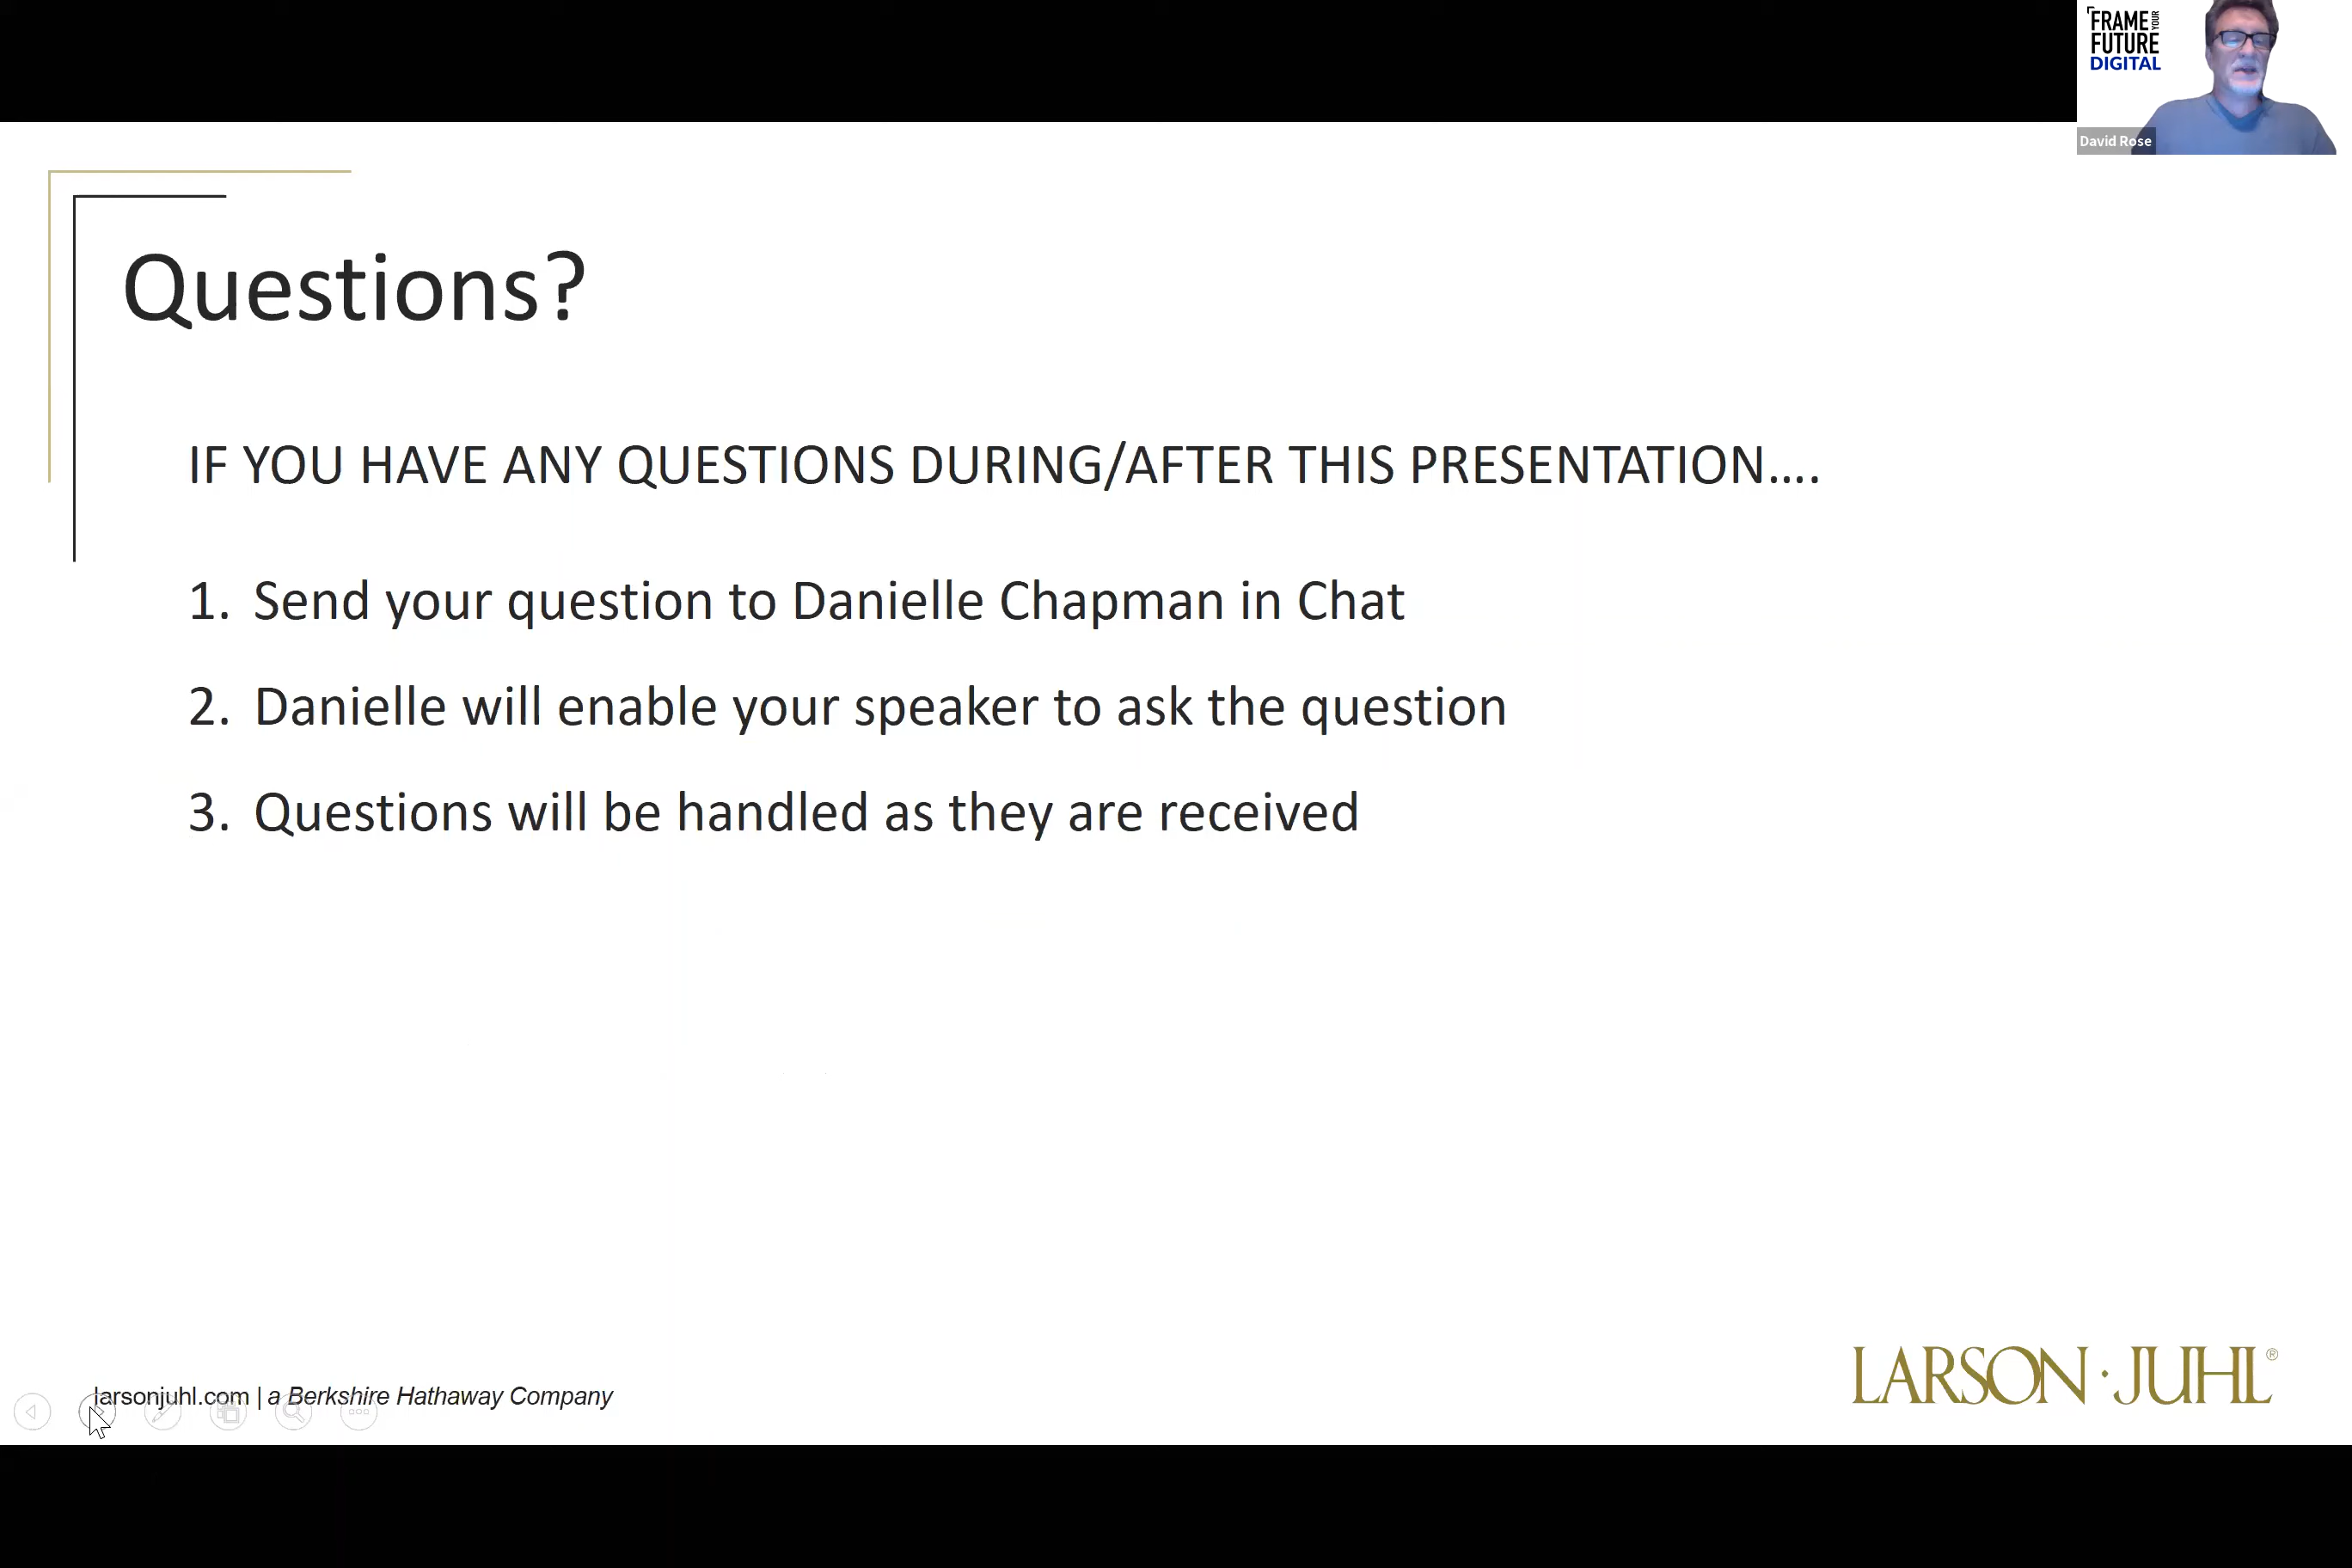 FRAME YOUR
FUTURE
DIGITAL
David Rose
Questions?
IF YOU HAVE ANY QUESTIONS DURING/AFTER THIS PRESENTATION....
1. Send your question to Danielle Chapman in Chat
2. Danielle will enable your speaker to ask the question
3. Questions will be handled as they are received
larsonjuhl.com | a Berkshire Hathaway Company
LARSON·JUHL®